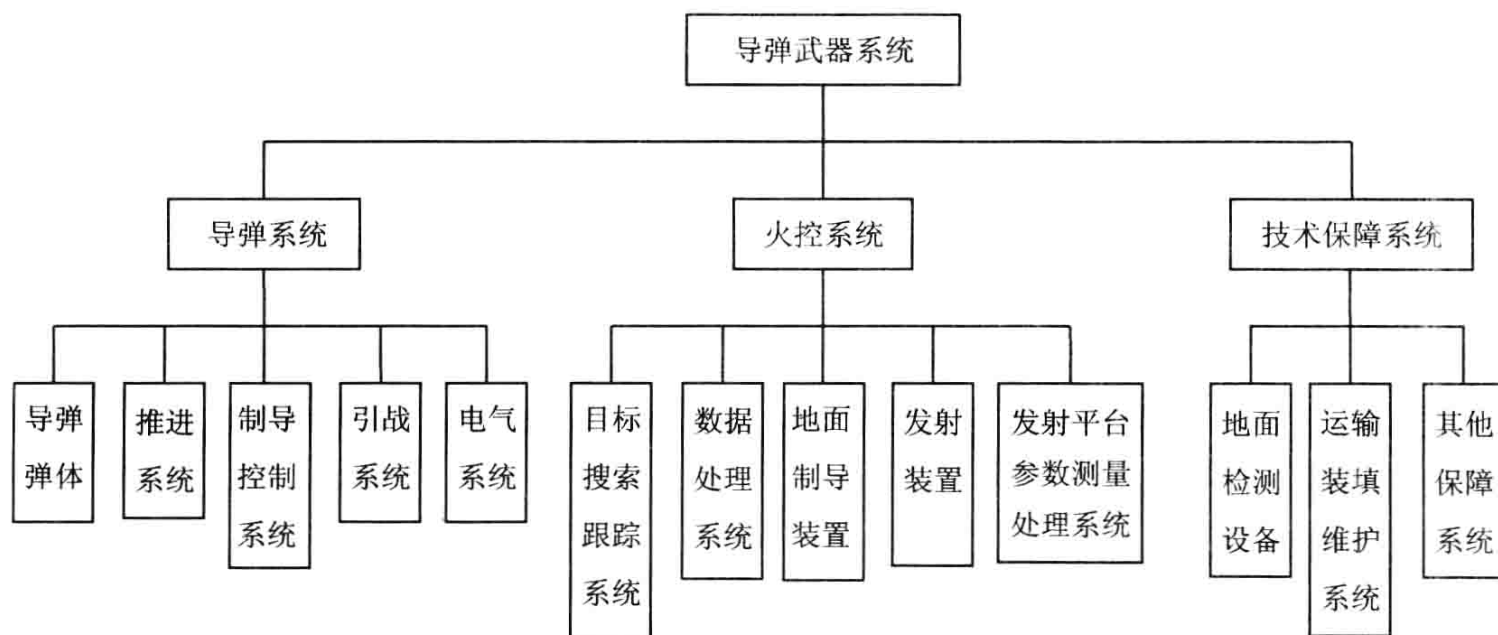 导弹武器系统
导弹系统
火控系统
技术保障系统
导弹
弹体
推进
系统
制导
控制
系统
引战
系统
电气
系统
目标
搜索
跟踪
系统
数据
处理
系统
地面
制导
装置
发射
装置
发射平台
参数测量
处理系统
地面
检测
设备
运输
装填
维护
系统
其他
保障
系统